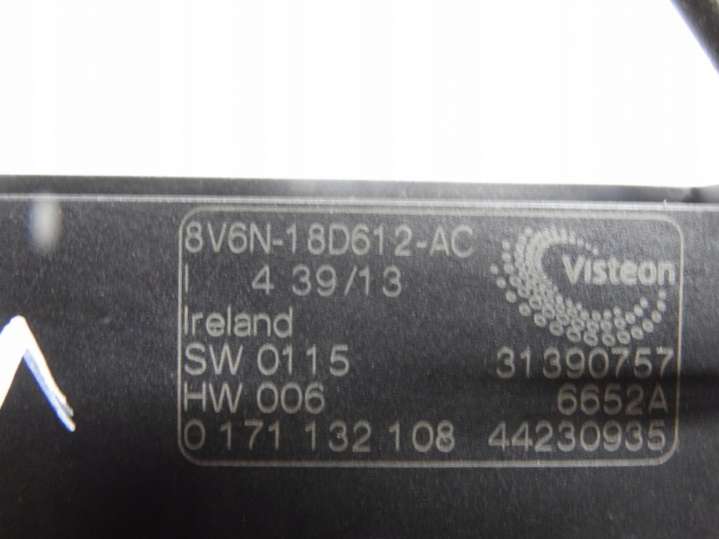 8V6N-18D612-AC
I 4 39/13
Visteon
Ireland
SW 0115 31390757
HW 006 6652A
0 171 132 108 44230935